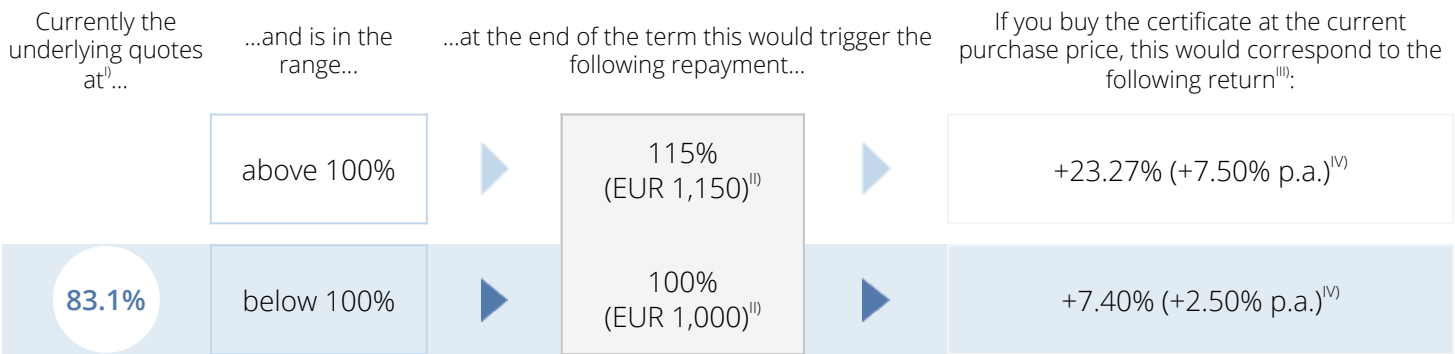 Currently the
underlying quotes
at^I)...
...and is in the
range...
...at the end of the term this would trigger the
following repayment...
If you buy the certificate at the current
purchase price, this would correspond to the
following return^III):
above 100%
115%
(EUR 1,150)^II)
+23.27% (+7.50% p.a.)^IV)
83.1%
below 100%
100%
(EUR 1,000)^II)
+7.40% (+2.50% p.a.)^IV)